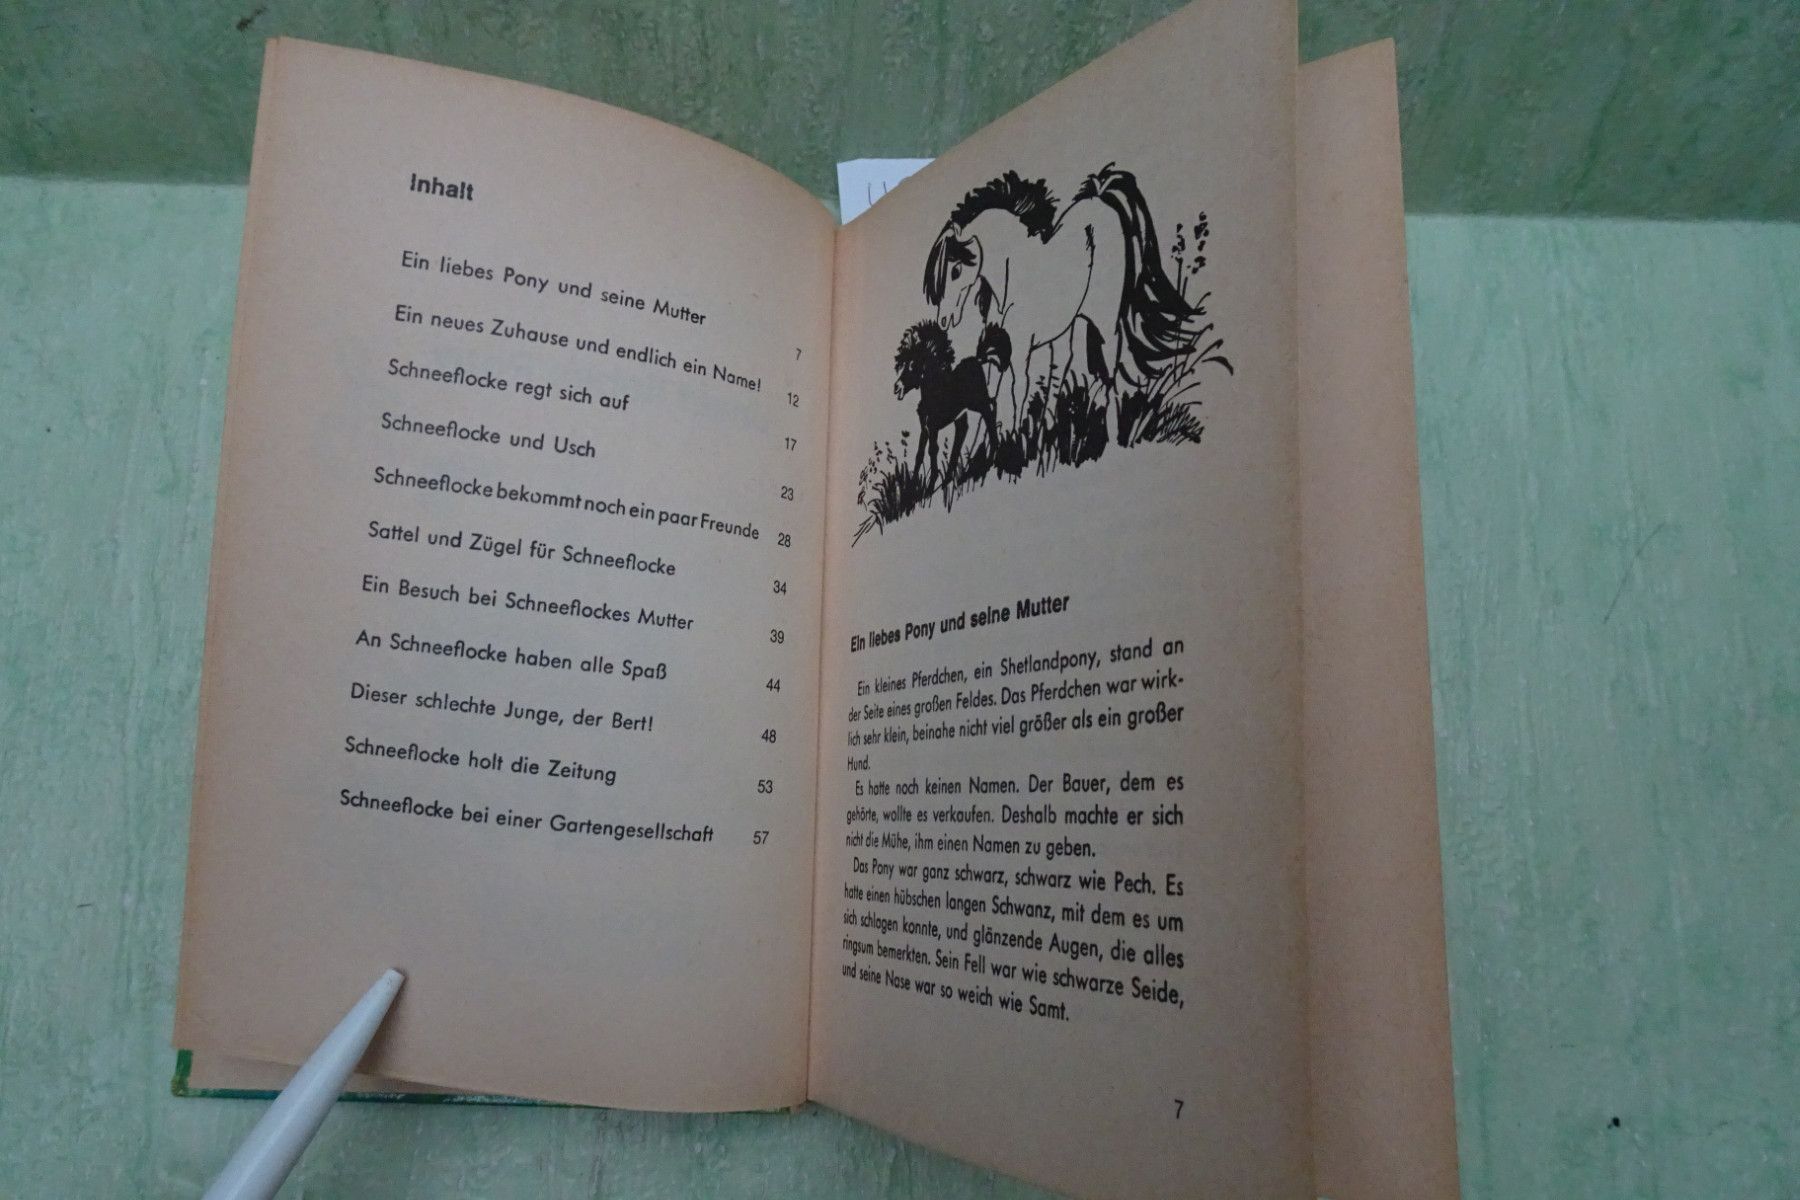 Inhalt
Ein liebes Pony und seine Mutter 7
Ein neues Zuhause und endlich ein Name! 12
Schneeflocke regt sich auf 17
Schneeflocke und Usch 23
Schneeflocke bekommt noch ein paar Freunde 28
Sattel und Zügel für Schneeflocke 34
Ein Besuch bei Schneeflockes Mutter 39
An Schneeflocke haben alle Spaß 44
Dieser schlechte Junge, der Bert! 48
Schneeflocke holt die Zeitung 53
Schneeflocke bei einer Gartengesellschaft 57
Ein liebes Pony und seine Mutter
Ein kleines Pferdchen, ein Shetlandpony, stand an
der Seite eines großen Feldes. Das Pferdchen war wirk-
lich sehr klein, beinahe nicht viel größer als ein großer
Hund.
Es hatte noch keinen Namen. Der Bauer, dem es
gehörte, wollte es verkaufen. Deshalb machte er sich
nicht die Mühe, ihm einen Namen zu geben.
Das Pony war ganz schwarz, schwarz wie Pech. Es
hatte einen hübschen langen Schwanz, mit dem es um
sich schlagen konnte, und glänzende Augen, die alles
ringsum bemerkten. Sein Fell war wie schwarze Seide,
und seine Nase war so weich wie Samt.
7